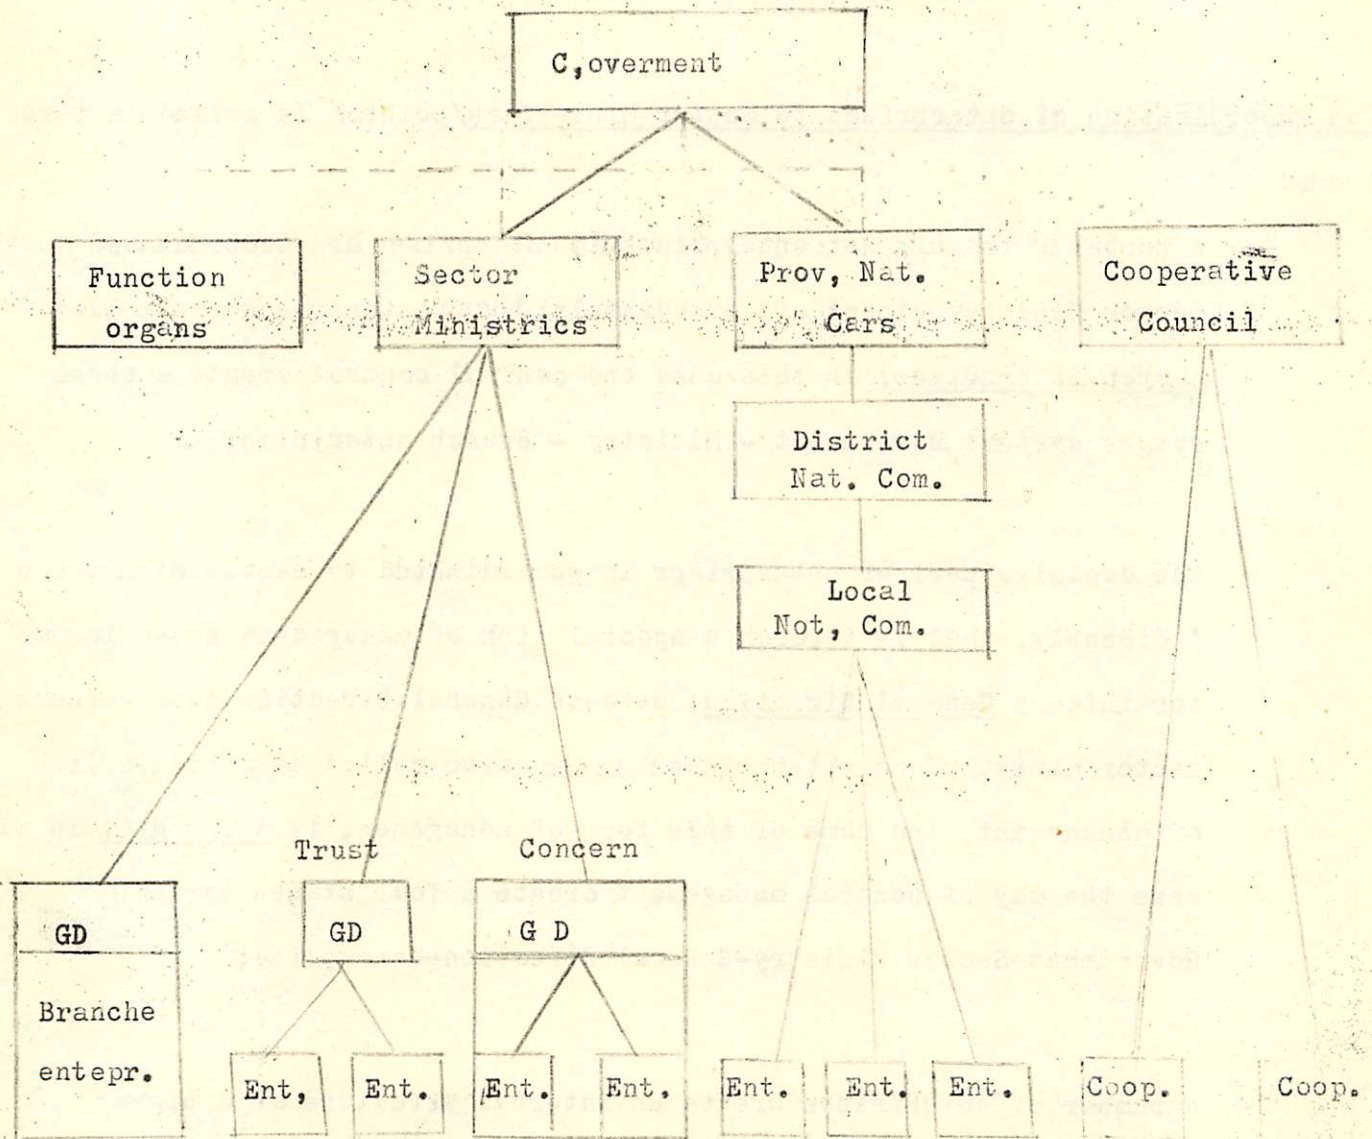 C,overment
Function
organs
Sector
Ministrics
Prov, Nat.
Cars
Cooperative
Council
District
Nat. Com.
Local
Not, Com.
Trust
Concern
GD
GD
G D
Branche
entepr.
Ent,
Ent.
Ent.
Ent.
Ent.
Ent.
Ent.
Coop.
Coop.